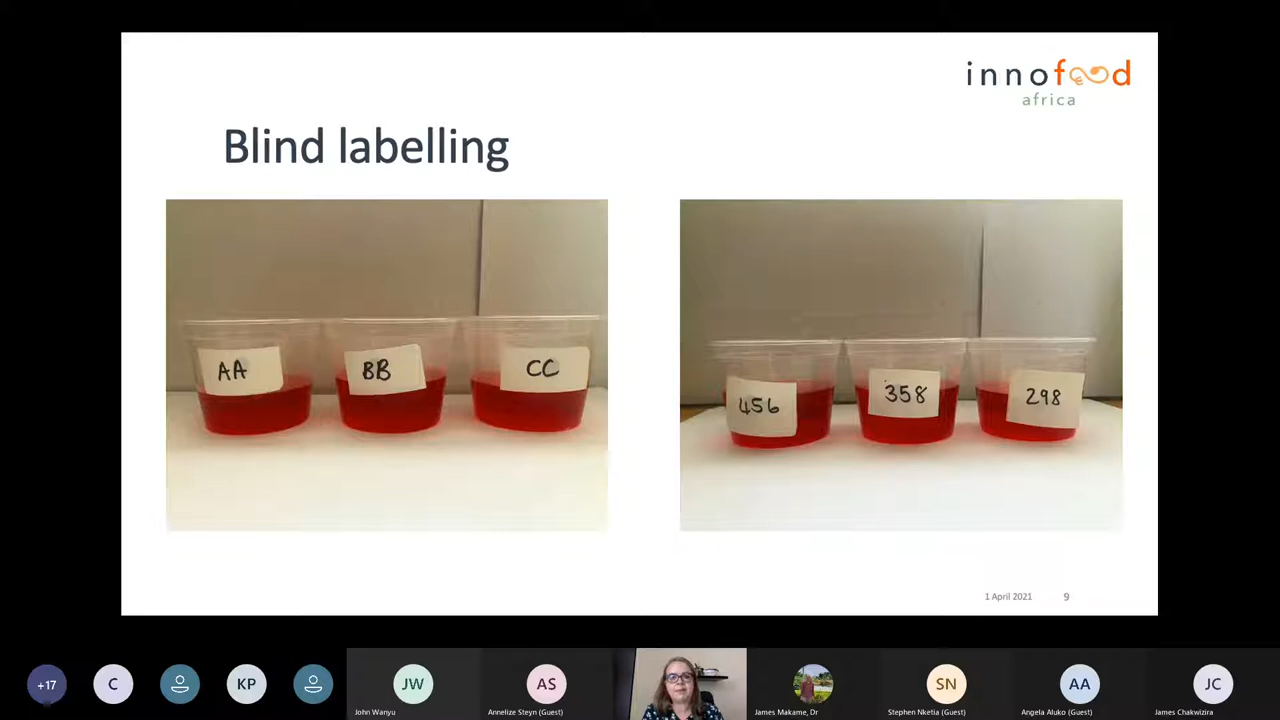 innofood
africa
Blind labelling
AA
BB
CC
456
358
298
1 April 2021
9
+17
C
KP
JW
John Wanyu
AS
Annelize Steyn (Guest)
James Makame, Dr
SN
Stephen Nketia (Guest)
AA
Angela Aluko (Guest)
JC
James Chakwizira